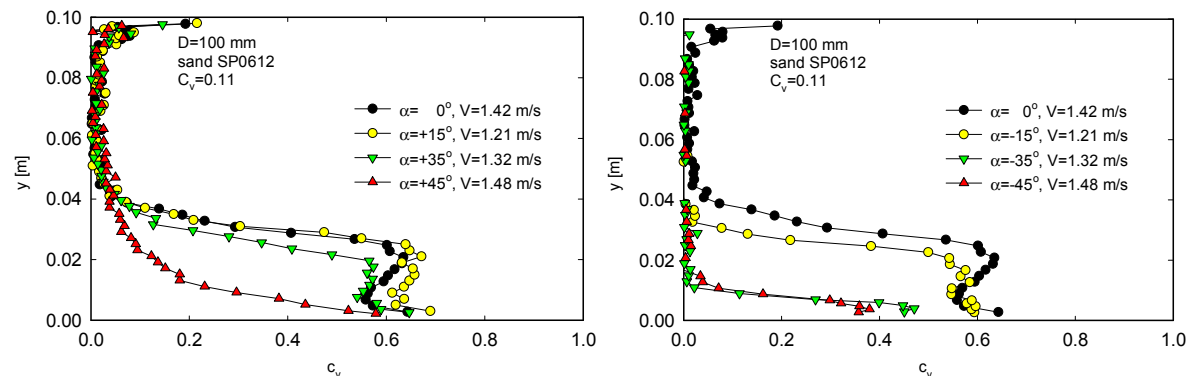 0.10
0.08
0.06
0.04
0.02
0.00
y [m]
0.0 0.2 0.4 0.6 0.8 1.0
c_v
D=100 mm
sand SP0612
C_v=0.11
α= 0°, V=1.42 m/s
α=+15°, V=1.21 m/s
α=+35°, V=1.32 m/s
α=+45°, V=1.48 m/s
0.10
0.08
0.06
0.04
0.02
0.00
y [m]
0.0 0.2 0.4 0.6 0.8 1.0
c_v
D=100 mm
sand SP0612
C_v=0.11
α= 0°, V=1.42 m/s
α=-15°, V=1.21 m/s
α=-35°, V=1.32 m/s
α=-45°, V=1.48 m/s